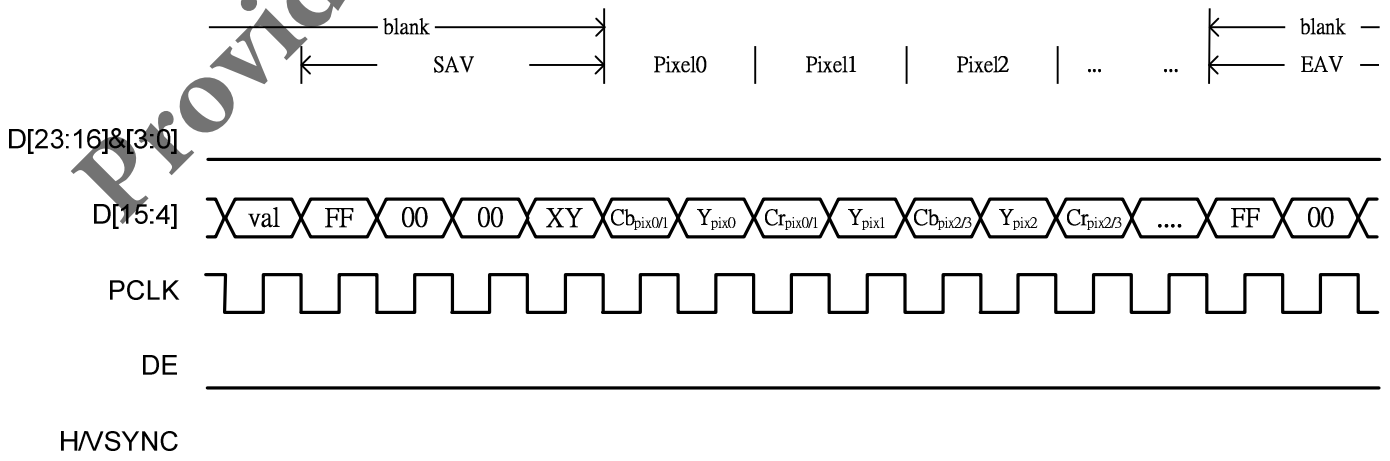 blank blank
SAV Pixel0 Pixel1 Pixel2 ... ... EAV
D[23:16]&[3:0]
D[15:4] val FF 00 00 XY Cbpix0/1 Ypix0 Crpix0/1 Ypix1 Cbpix2/3 Ypix2 Crpix2/3 .... FF 00
PCLK
DE
H/VSYNC